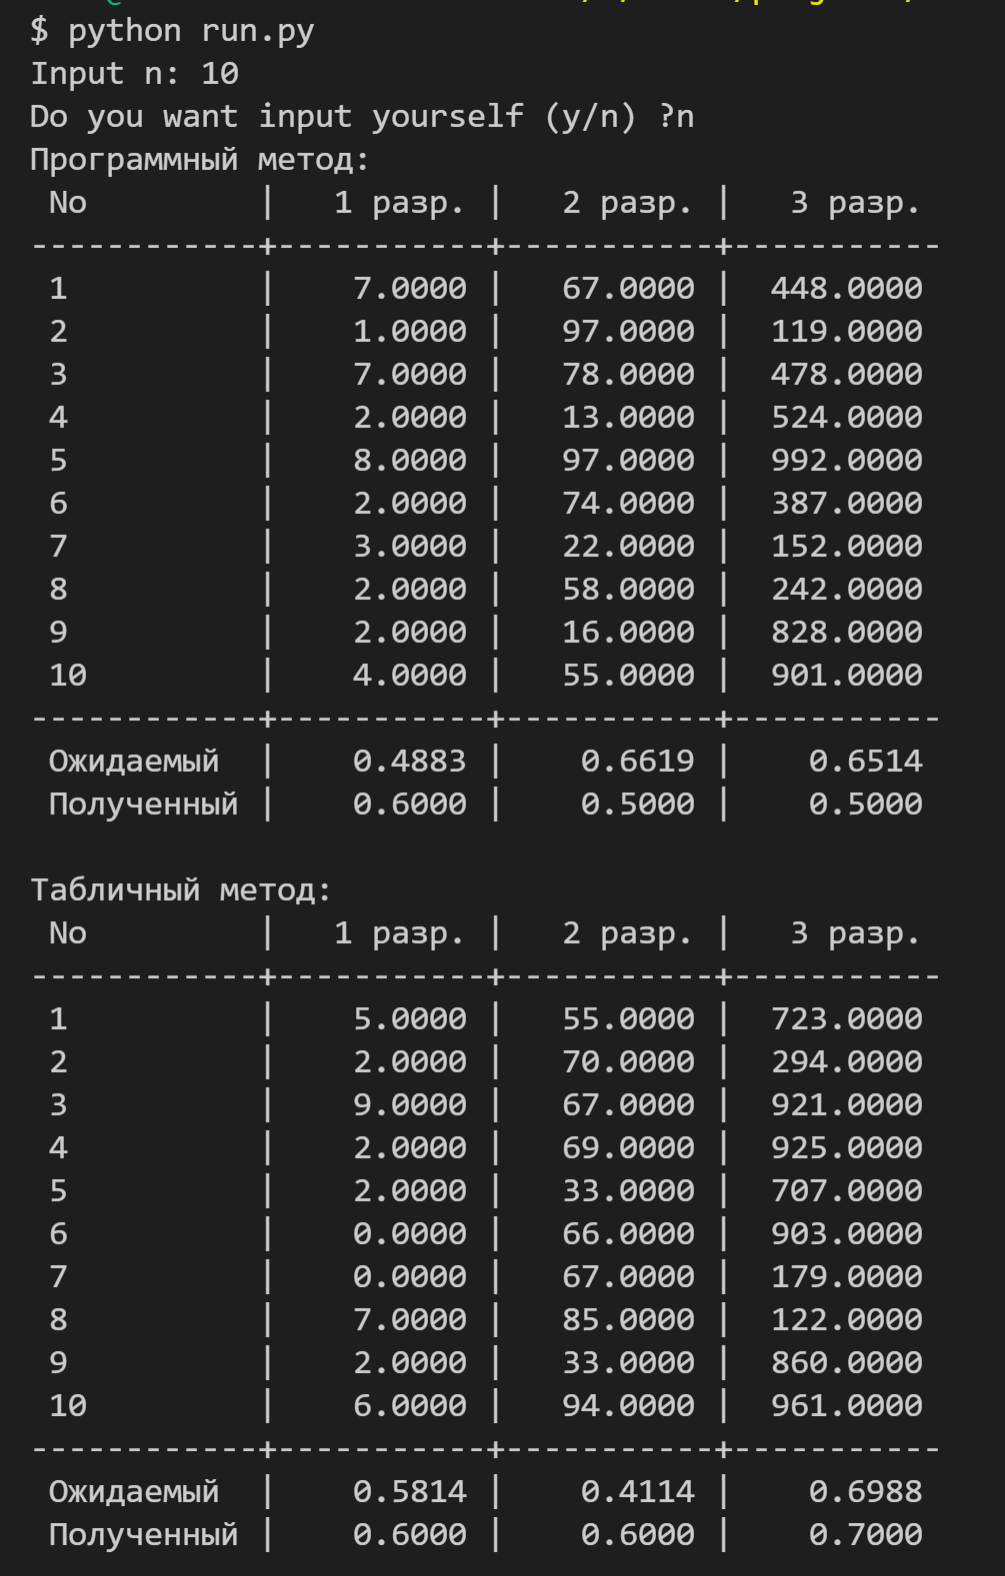 $ python run.py
Input n: 10
Do you want input yourself (y/n) ?n
Программный метод:
No | 1 разр. | 2 разр. | 3 разр.
------------+-----------+-----------+-----------
1 | 7.0000 | 67.0000 | 448.0000
2 | 1.0000 | 97.0000 | 119.0000
3 | 7.0000 | 78.0000 | 478.0000
4 | 2.0000 | 13.0000 | 524.0000
5 | 8.0000 | 97.0000 | 992.0000
6 | 2.0000 | 74.0000 | 387.0000
7 | 3.0000 | 22.0000 | 152.0000
8 | 2.0000 | 58.0000 | 242.0000
9 | 2.0000 | 16.0000 | 828.0000
10 | 4.0000 | 55.0000 | 901.0000
------------+-----------+-----------+-----------
Ожидаемый | 0.4883 | 0.6619 | 0.6514
Полученный | 0.6000 | 0.5000 | 0.5000
Табличный метод:
No | 1 разр. | 2 разр. | 3 разр.
------------+-----------+-----------+-----------
1 | 5.0000 | 55.0000 | 723.0000
2 | 2.0000 | 70.0000 | 294.0000
3 | 9.0000 | 67.0000 | 921.0000
4 | 2.0000 | 69.0000 | 925.0000
5 | 2.0000 | 33.0000 | 707.0000
6 | 0.0000 | 66.0000 | 903.0000
7 | 0.0000 | 67.0000 | 179.0000
8 | 7.0000 | 85.0000 | 122.0000
9 | 2.0000 | 33.0000 | 860.0000
10 | 6.0000 | 94.0000 | 961.0000
------------+-----------+-----------+-----------
Ожидаемый | 0.5814 | 0.4114 | 0.6988
Полученный | 0.6000 | 0.6000 | 0.7000